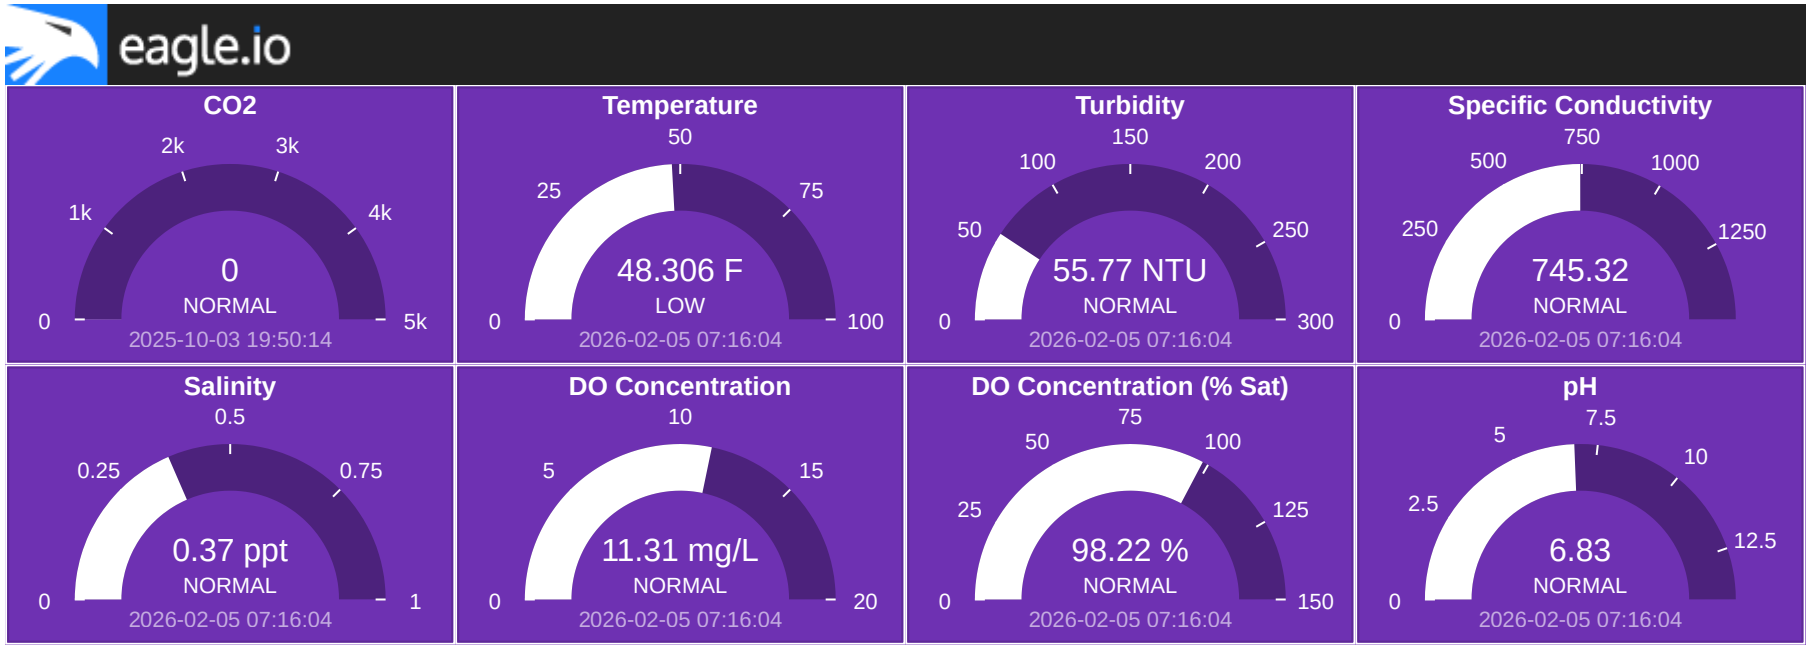 eagle.io
CO2
0
1k
2k
3k
4k
5k
0
NORMAL
2025-10-03 19:50:14
Temperature
0
25
50
75
100
48.306 F
LOW
2026-02-05 07:16:04
Turbidity
0
50
100
150
200
250
300
55.77 NTU
NORMAL
2026-02-05 07:16:04
Specific Conductivity
0
250
500
750
1000
1250
745.32
NORMAL
2026-02-05 07:16:04
Salinity
0
0.25
0.5
0.75
1
0.37 ppt
NORMAL
2026-02-05 07:16:04
DO Concentration
0
5
10
15
20
11.31 mg/L
NORMAL
2026-02-05 07:16:04
DO Concentration (% Sat)
0
25
50
75
100
125
150
98.22 %
NORMAL
2026-02-05 07:16:04
pH
0
2.5
5
7.5
10
12.5
6.83
NORMAL
2026-02-05 07:16:04